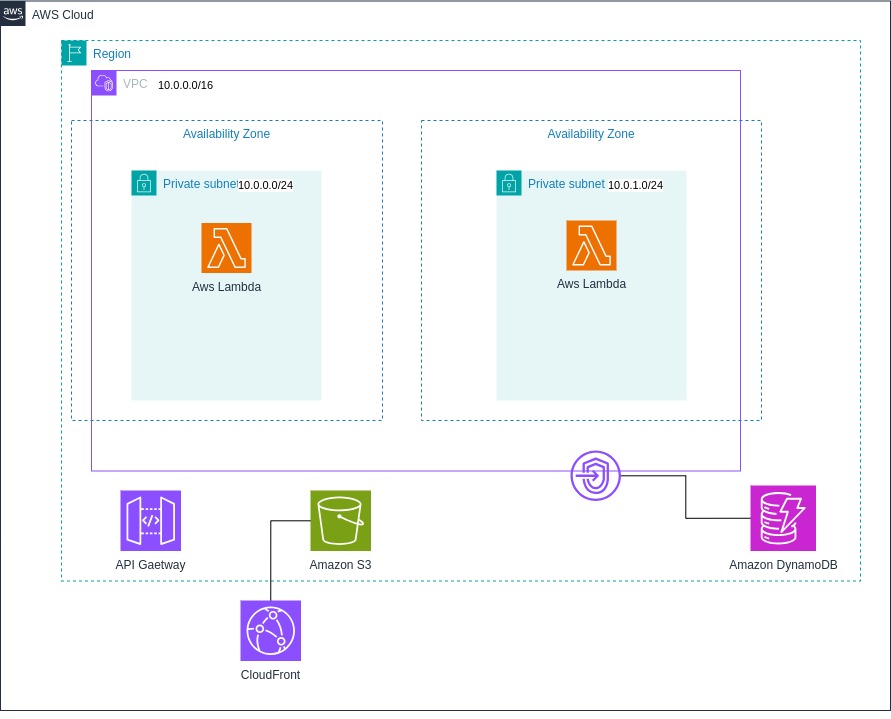 aws
AWS Cloud
Region
VPC 10.0.0.0/16
Availability Zone
Availability Zone
Private subnet 10.0.0.0/24
Private subnet 10.0.1.0/24
Aws Lambda
Aws Lambda
API Gaetway
Amazon S3
Amazon DynamoDB
CloudFront